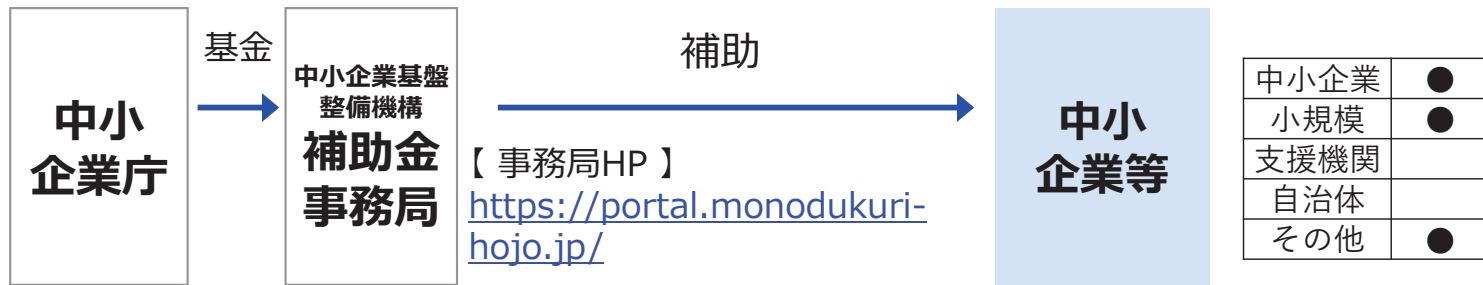 中小
企業庁
基金
中小企業基盤
整備機構
補助金
事務局
補助
【 事務局HP 】
https://portal.monodukuri-
hojo.jp/
中小
企業等
中小企業 ●
小規模 ●
支援機関
自治体
その他 ●